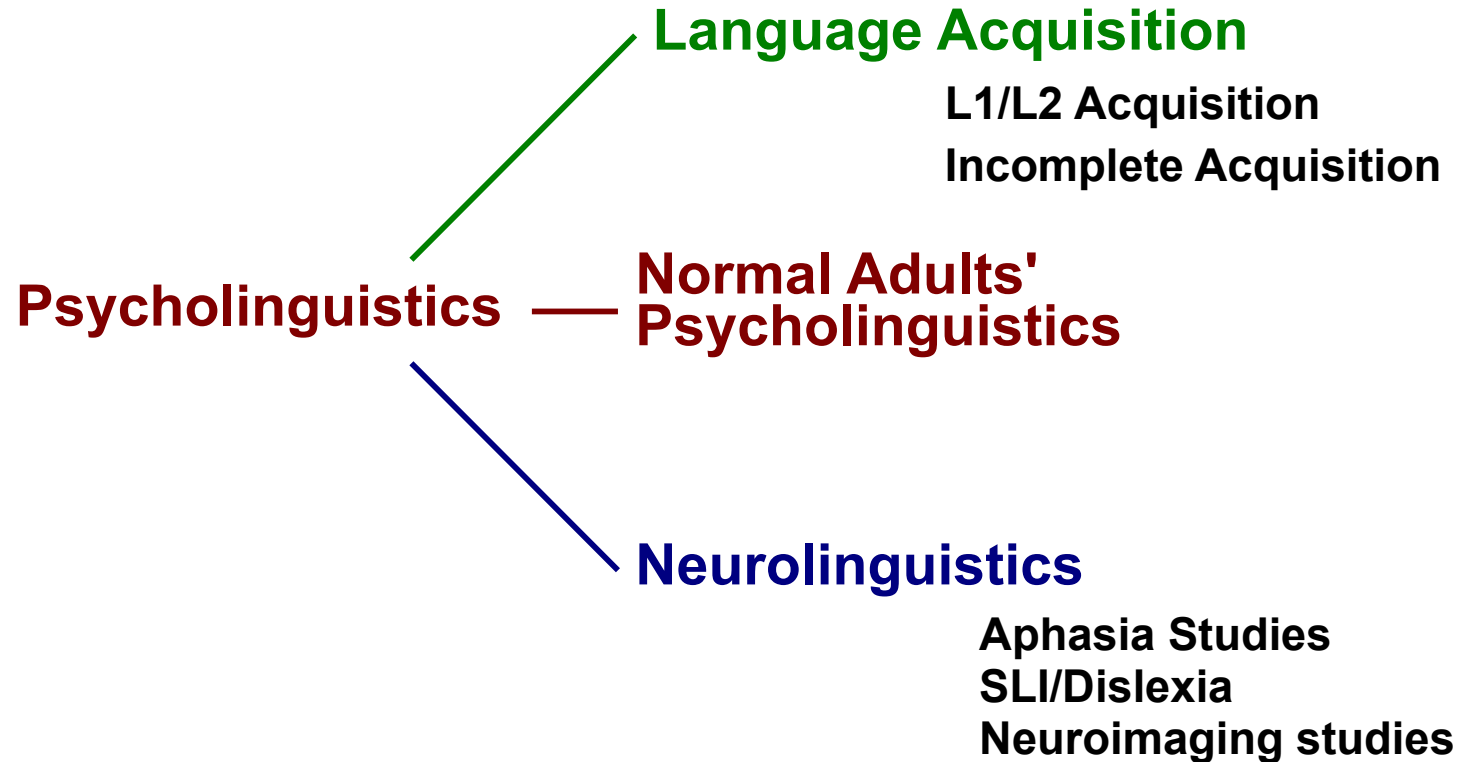 Language Acquisition
L1/L2 Acquisition
Incomplete Acquisition
Psycholinguistics
Normal Adults'
Psycholinguistics
Neurolinguistics
Aphasia Studies
SLI/Dislexia
Neuroimaging studies